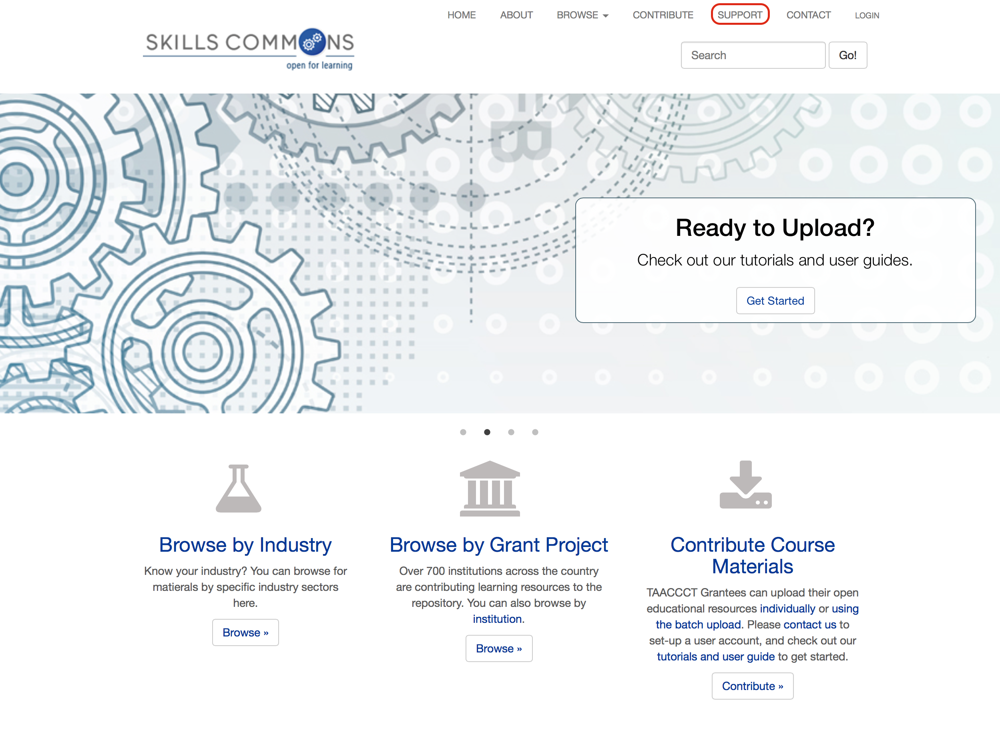 HOME ABOUT BROWSE CONTRIBUTE SUPPORT CONTACT LOGIN
SKILLS COMMONS
open for learning
Search Go!
B
Ready to Upload?
Check out our tutorials and user guides.
Get Started
Browse by Industry
Know your industry? You can browse for
matierals by specific industry sectors
here.
Browse »
Browse by Grant Project
Over 700 institutions across the country
are contributing learning resources to the
repository. You can also browse by
institution.
Browse »
Contribute Course
Materials
TAACCCT Grantees can upload their open
educational resources individually or using
the batch upload. Please contact us to
set-up a user account, and check out our
tutorials and user guide to get started.
Contribute »